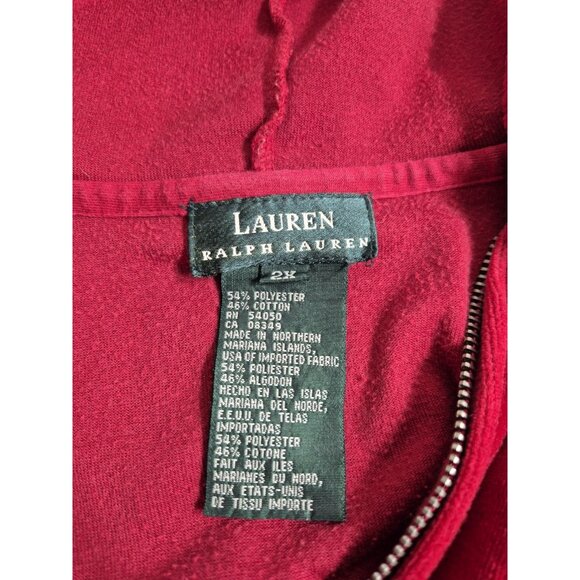 LAUREN
RALPH LAUREN
2X
54% POLYESTER
46% COTTON
RN 54050
CA 08349
MADE IN NORTHERN
MARIANA ISLANDS,
USA OF IMPORTED FABRIC
54% POLIESTER
46% ALGODON
HECHO EN LAS ISLAS
MARIANA DEL NORDE,
E.E.U.U. DE TELAS
IMPORTADAS
54% POLYESTER
46% COTONE
FAIT AUX ILES
MARIANES DU NORD,
AUX ETATS-UNIS
DE TISSU IMPORTE